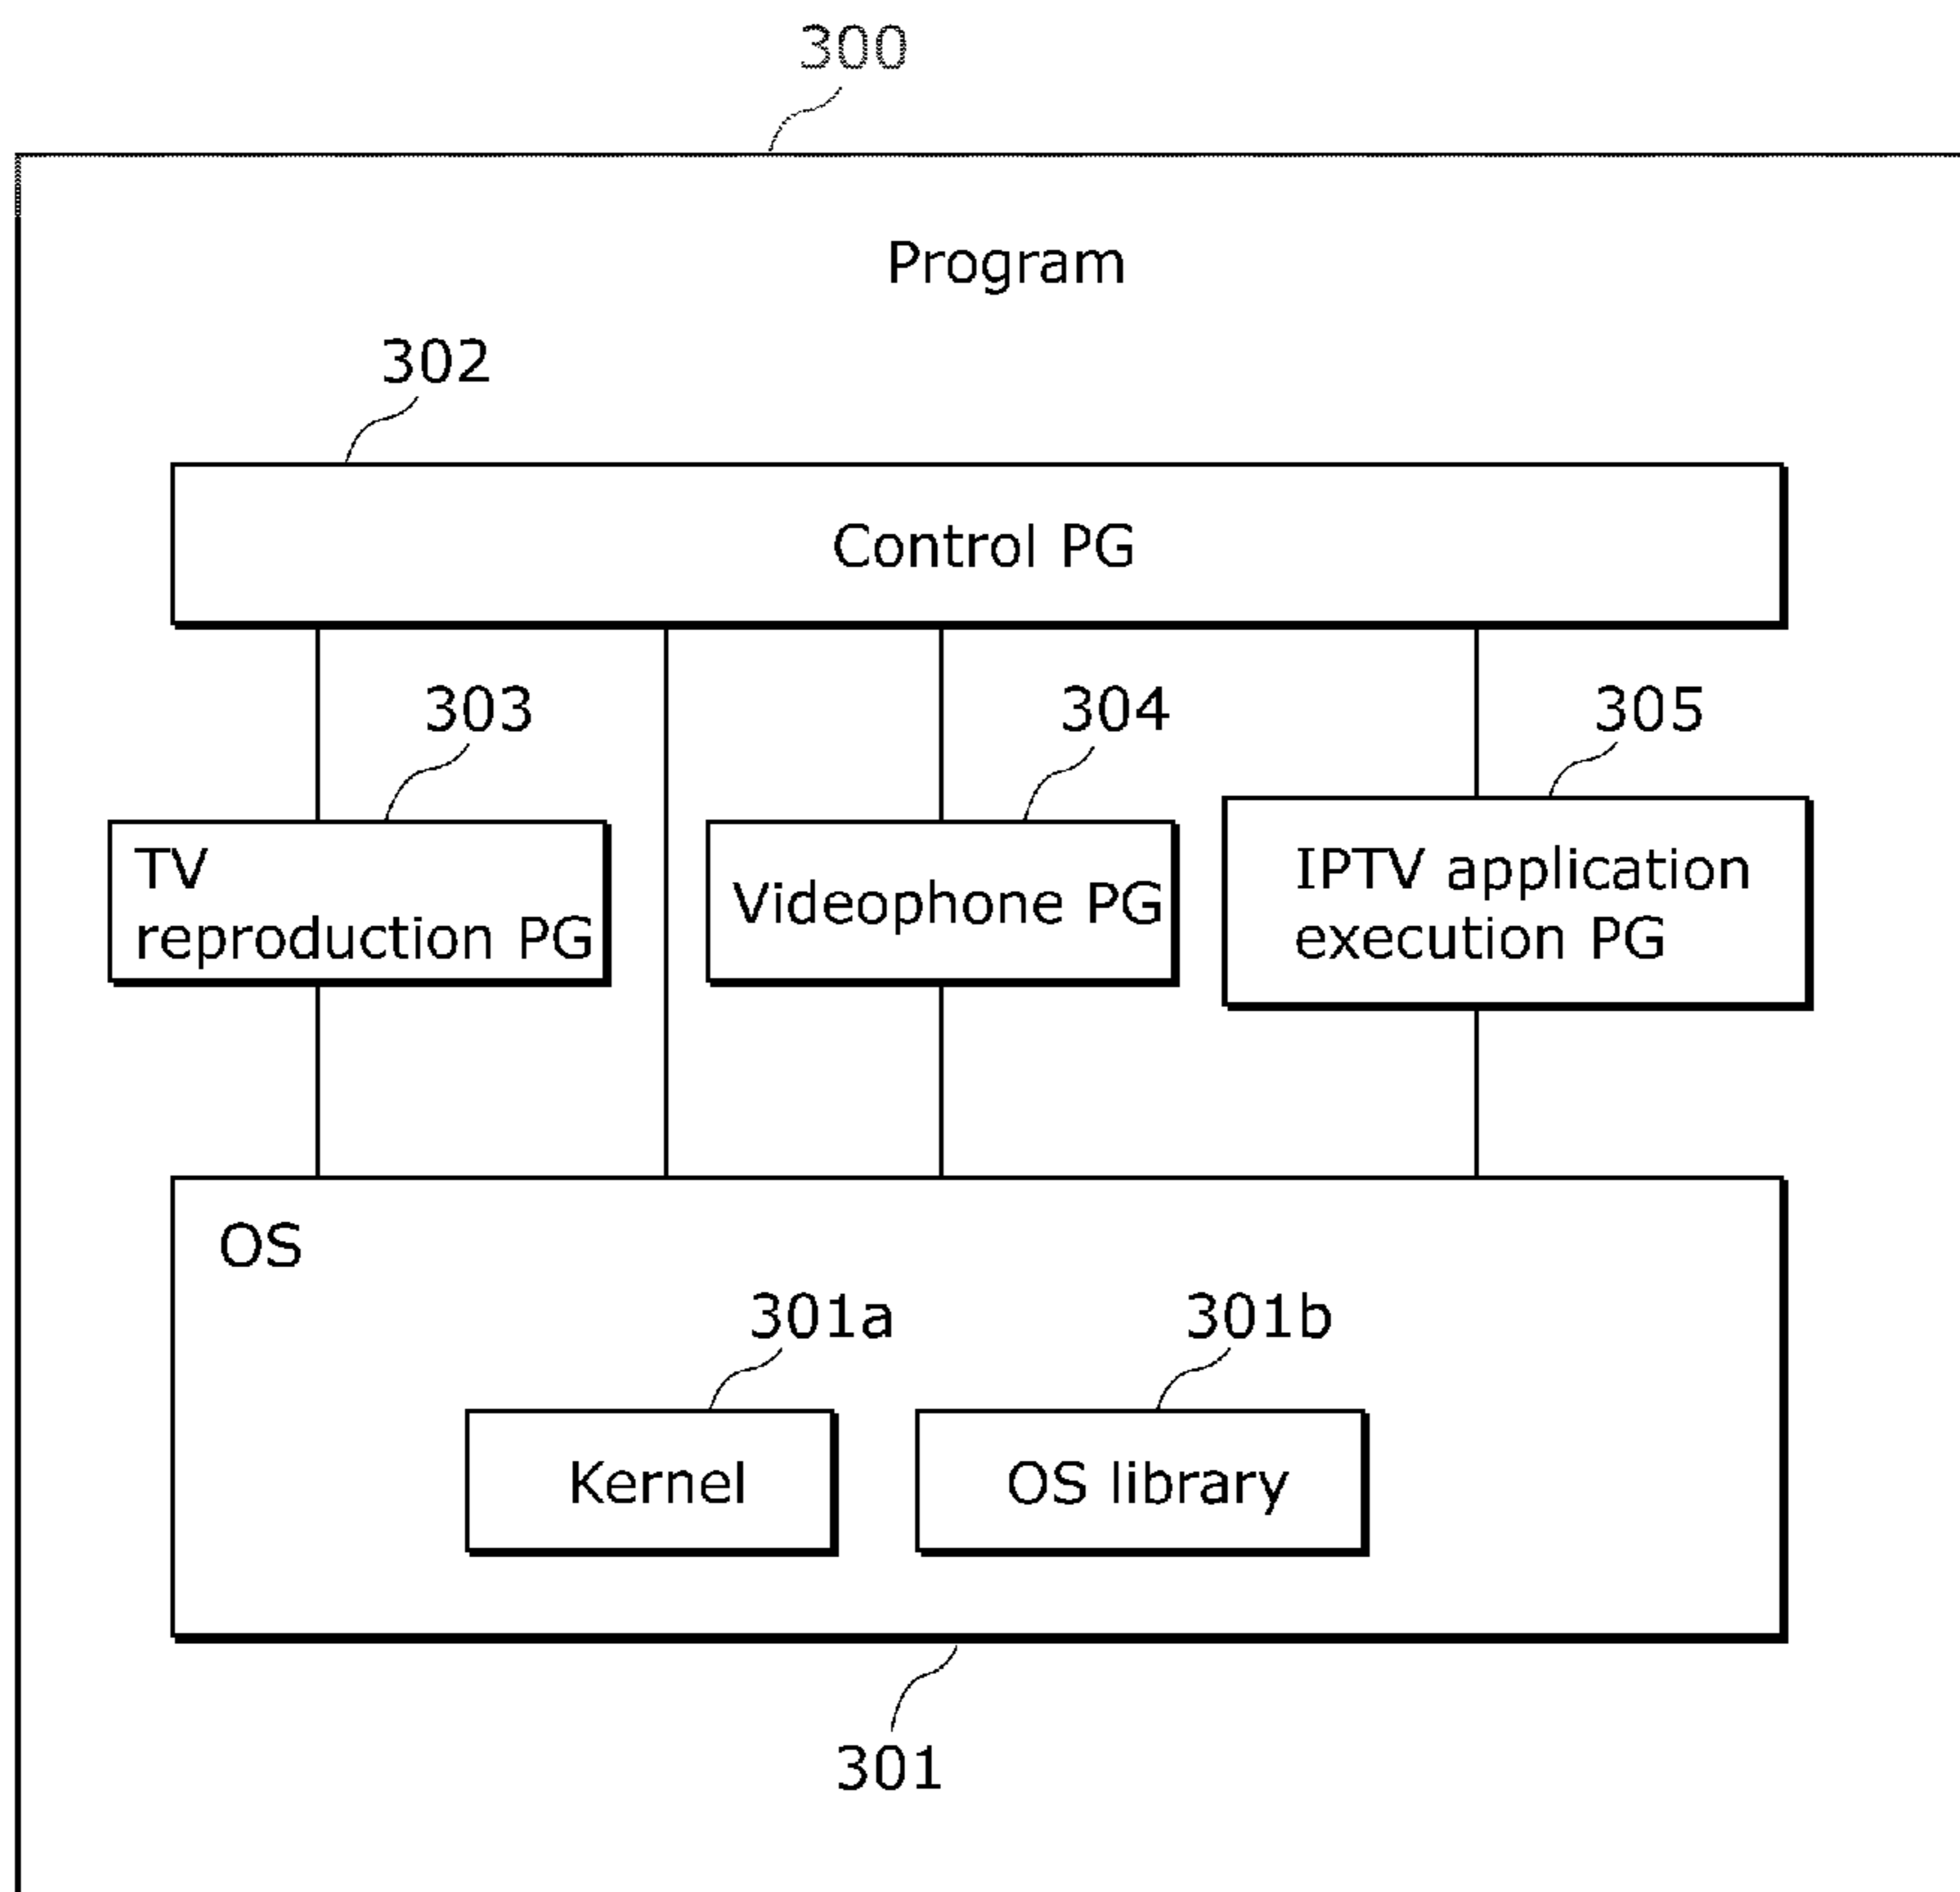 300
Program
302
Control PG
303
304
305
TV
reproduction PG
Videophone PG
IPTV application
execution PG
OS
301a
301b
Kernel
OS library
301